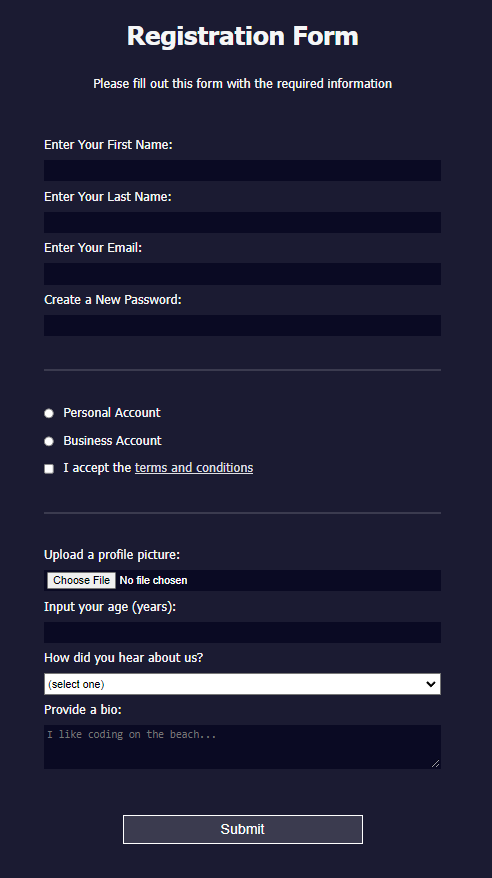 Registration Form
Please fill out this form with the required information
Enter Your First Name:
Enter Your Last Name:
Enter Your Email:
Create a New Password:
Personal Account
Business Account
I accept the terms and conditions
Upload a profile picture:
Choose File No file chosen
Input your age (years):
How did you hear about us?
(select one)
Provide a bio:
I like coding on the beach...
Submit